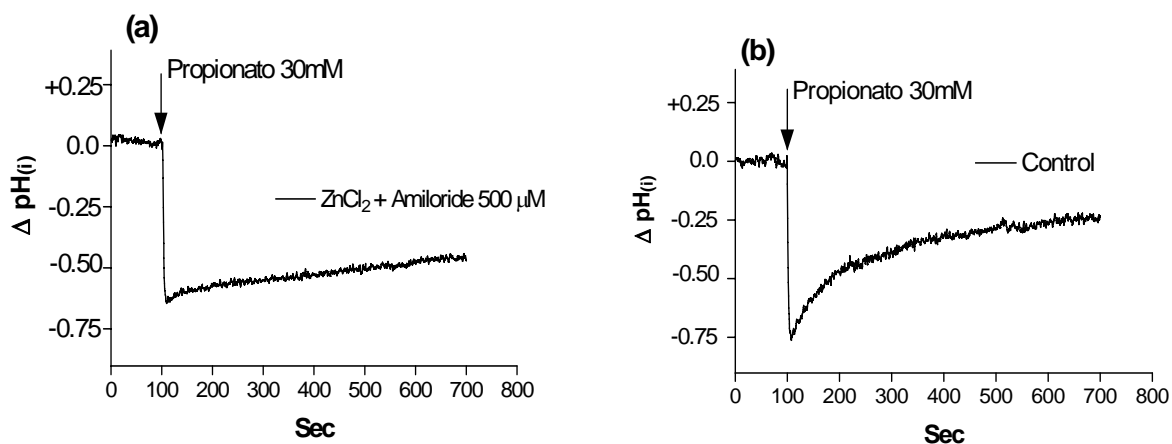 (a)
Propionato 30mM
+0.25
0.0
-0.25
-0.50
-0.75
Δ pH(i)
ZnCl2 + Amiloride 500 μM
0 100 200 300 400 500 600 700 800
Sec
(b)
Propionato 30mM
+0.25
0.0
-0.25
-0.50
-0.75
Δ pH(i)
Control
0 100 200 300 400 500 600 700 800
Sec